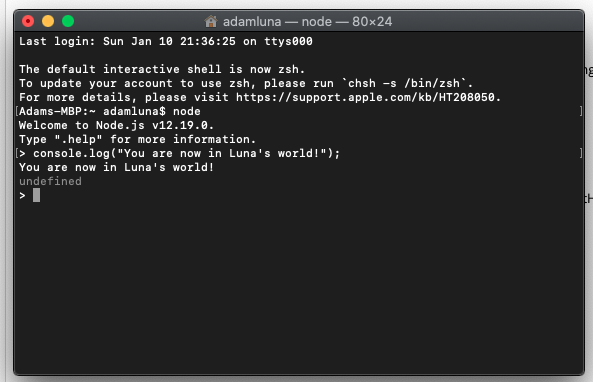 adamluna — node — 80×24
Last login: Sun Jan 10 21:36:25 on ttys000
The default interactive shell is now zsh.
To update your account to use zsh, please run `chsh -s /bin/zsh`.
For more details, please visit https://support.apple.com/kb/HT208050.
[Adams-MBP:~ adamluna$ node ]
Welcome to Node.js v12.19.0.
Type ".help" for more information.
[> console.log("You are now in Luna's world!"); ]
You are now in Luna's world!
undefined
>